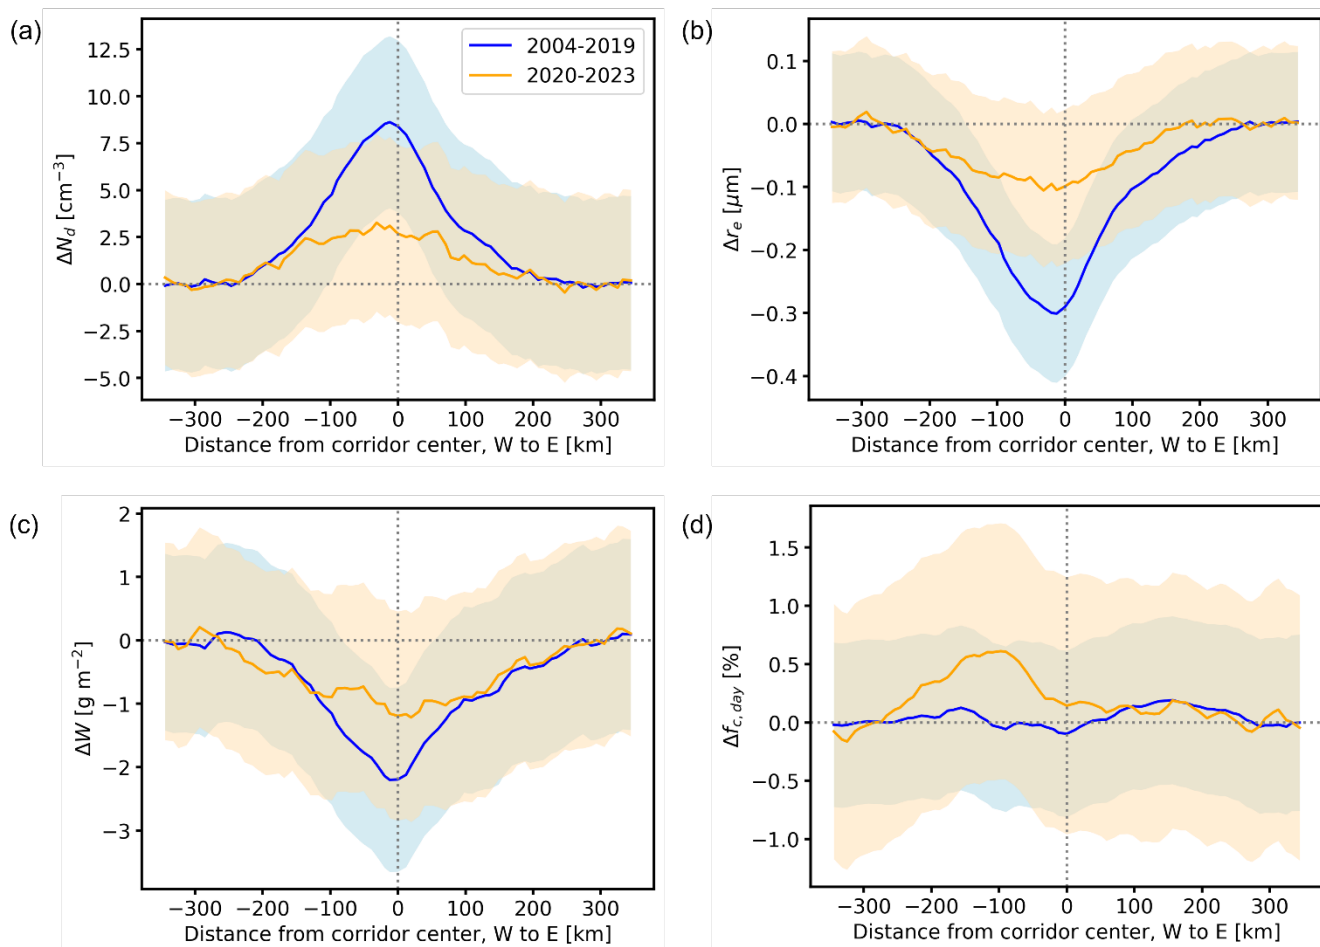 (a)
12.5
10.0
7.5
5.0
2.5
0.0
−2.5
−5.0
ΔN_d [cm⁻³]
2004-2019
2020-2023
−300 −200 −100 0 100 200 300
Distance from corridor center, W to E [km]
(b)
0.1
0.0
−0.1
−0.2
−0.3
−0.4
Δr_e [μm]
−300 −200 −100 0 100 200 300
Distance from corridor center, W to E [km]
(c)
2
1
0
−1
−2
−3
ΔW [g m⁻²]
−300 −200 −100 0 100 200 300
Distance from corridor center, W to E [km]
(d)
1.5
1.0
0.5
0.0
−0.5
−1.0
Δf_{c, day} [%]
−300 −200 −100 0 100 200 300
Distance from corridor center, W to E [km]